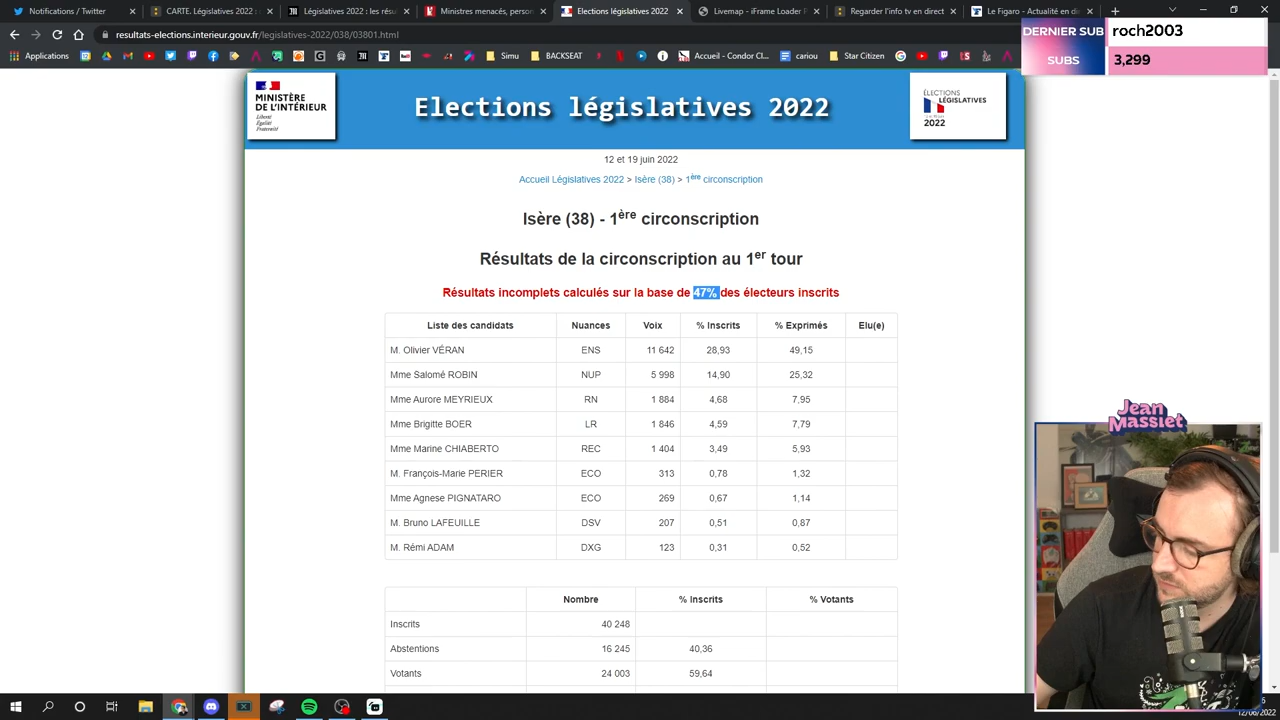 Notifications / Twitter
CARTE. Législatives 2022 :
Législatives 2022 : les résu
Ministres menacés, mor
Elections législatives 2022
Livemap - iFrame Loader P
Regarder l'info tv en direct
Le Figaro - Actualité
resultats-elections.interieur.gouv.fr/legislatives-2022/038/03801.html
Applications
Simu
BACKSEAT
Accueil - Condor Cl...
cariou
Star Citizen
DERNIER SUB
roch2003
SUBS
3,299
MINISTÈRE
DE L'INTÉRIEUR
Liberté
Égalité
Fraternité
Elections législatives 2022
ÉLECTIONS
LÉGISLATIVES
2022
12 et 19 juin 2022
Accueil Législatives 2022 > Isère (38) > 1ère circonscription
Isère (38) - 1ère circonscription
Résultats de la circonscription au 1er tour
Résultats incomplets calculés sur la base de 47% des électeurs inscrits
Liste des candidats Nuances Voix % Inscrits % Exprimés Elu(e)
M. Olivier VÉRAN ENS 11 642 28,93 49,15
Mme Salomé ROBIN NUP 5 998 14,90 25,32
Mme Aurore MEYRIEUX RN 1 884 4,68 7,95
Mme Brigitte BOER LR 1 846 4,59 7,79
Mme Marine CHIABERTO REC 1 404 3,49 5,93
M. François-Marie PERIER ECO 313 0,78 1,32
Mme Agnese PIGNATARO ECO 269 0,67 1,14
M. Bruno LAFEUILLE DSV 207 0,51 0,87
M. Rémi ADAM DXG 123 0,31 0,52
Nombre % Inscrits % Votants
Inscrits 40 248
Abstentions 16 245 40,36
Votants 24 003 59,64
Jean
Massiet
12/06/2022